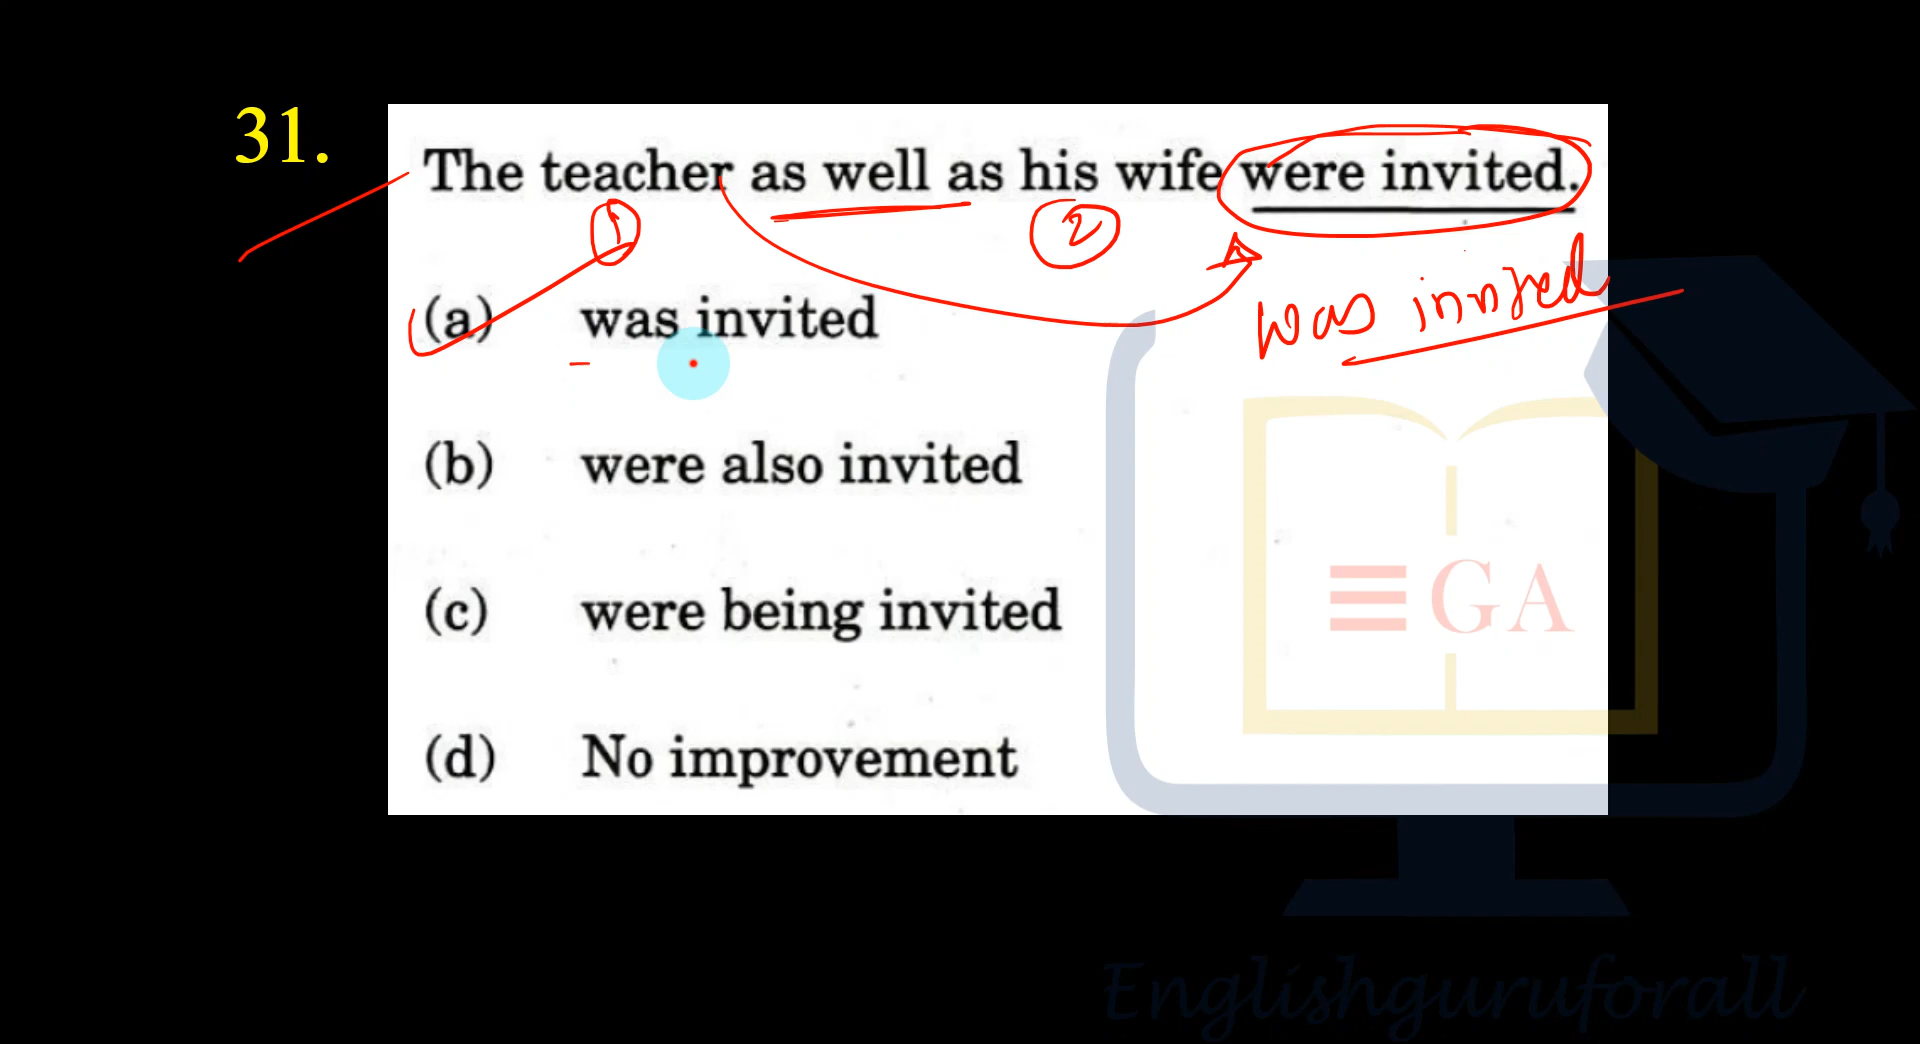 31.
The teacher as well as his wife were invited.
1
2
was invited
(a) was invited
(b) were also invited
(c) were being invited
GA
(d) No improvement
Englishguruforall